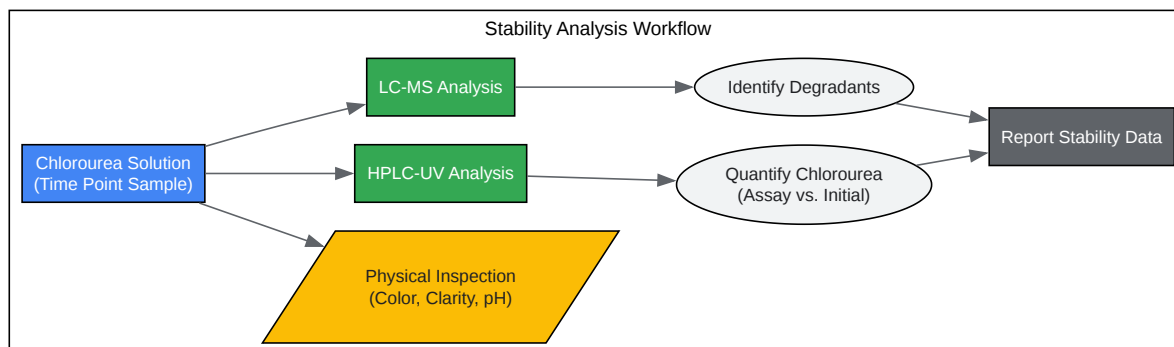 Stability Analysis Workflow
LC-MS Analysis
Identify Degradants
Report Stability Data
Chlorourea Solution
(Time Point Sample)
HPLC-UV Analysis
Quantify Chlorourea
(Assay vs. Initial)
Physical Inspection
(Color, Clarity, pH)